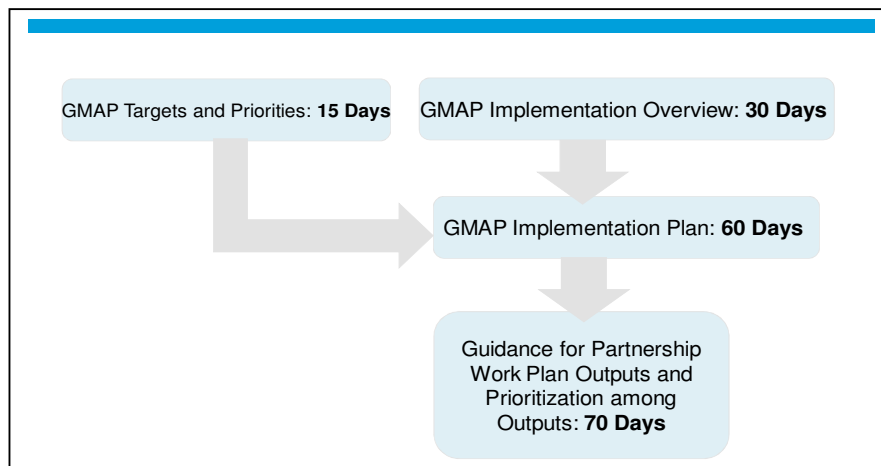 GMAP Targets and Priorities: 15 Days
GMAP Implementation Overview: 30 Days
GMAP Implementation Plan: 60 Days
Guidance for Partnership
Work Plan Outputs and
Prioritization among
Outputs: 70 Days